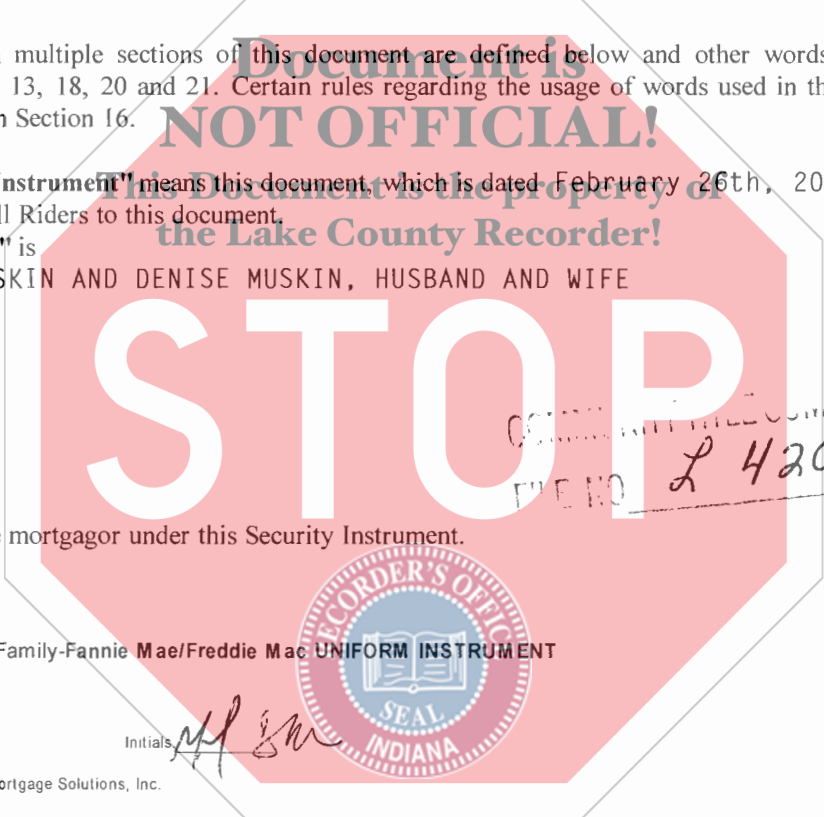 multiple sections of this document are defined below and other words
13, 18, 20 and 21. Certain rules regarding the usage of words used in th
Section 16.
Document is
NOT OFFICIAL!
This Document is the property of
the Lake County Recorder!
nstrument" means this document, which is dated February 26th, 20
ll Riders to this document.
" is
SKIN AND DENISE MUSKIN, HUSBAND AND WIFE
STOP
FILE NO L 420
mortgagor under this Security Instrument.
Family-Fannie Mae/Freddie Mac UNIFORM INSTRUMENT
ECORDER'S OFFIC
SEAL
INDIANA
Initials
ortgage Solutions, Inc.